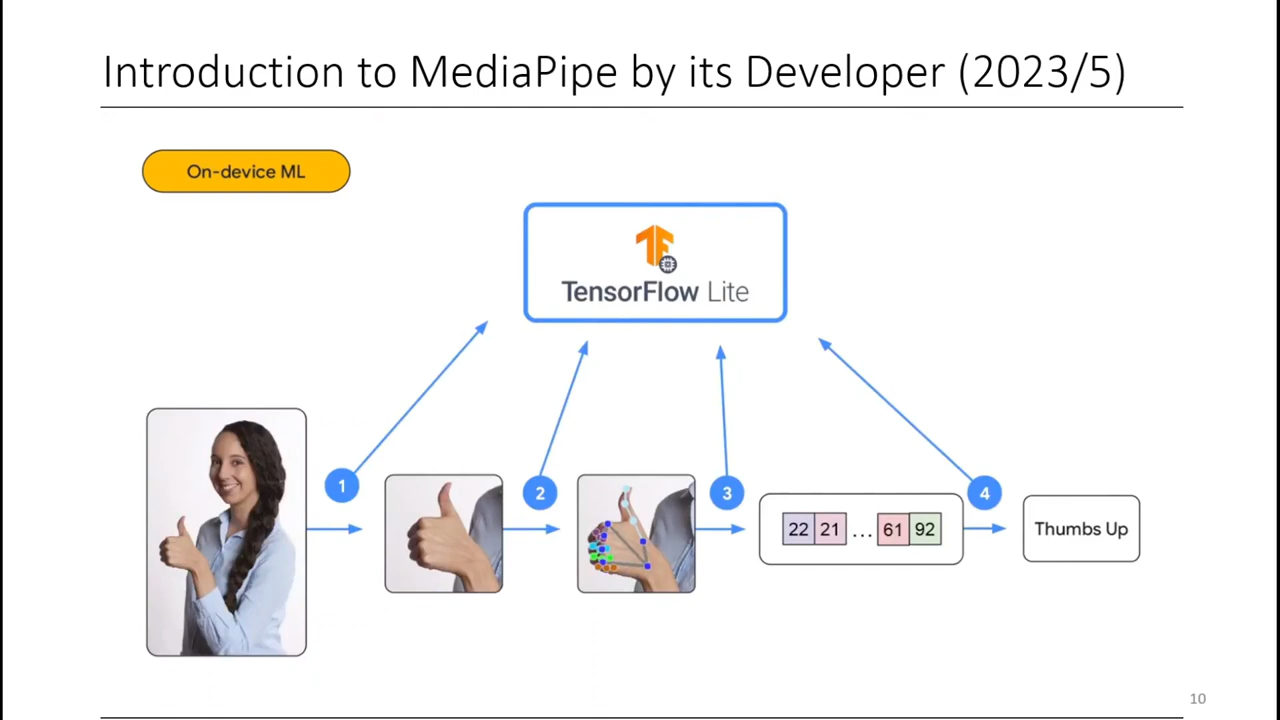 Introduction to MediaPipe by its Developer (2023/5)
On-device ML
TensorFlow Lite
1
2
3
4
22 21 ... 61 92
Thumbs Up
10